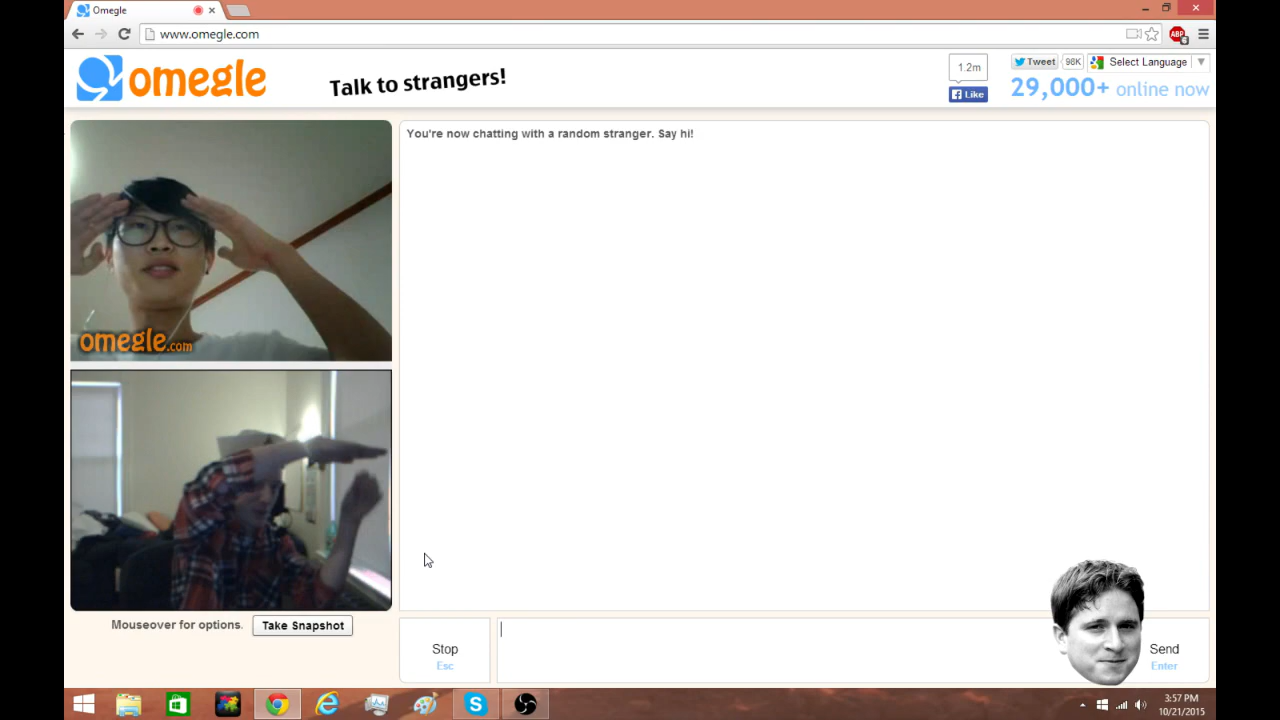 Omegle
www.omegle.com
ABP
omegle
Talk to strangers!
1.2m
Like
Tweet
98K
Select Language
29,000+ online now
You're now chatting with a random stranger. Say hi!
omegle.com
Mouseover for options.
Take Snapshot
Stop
Esc
Send
Enter
3:57 PM
10/21/2015